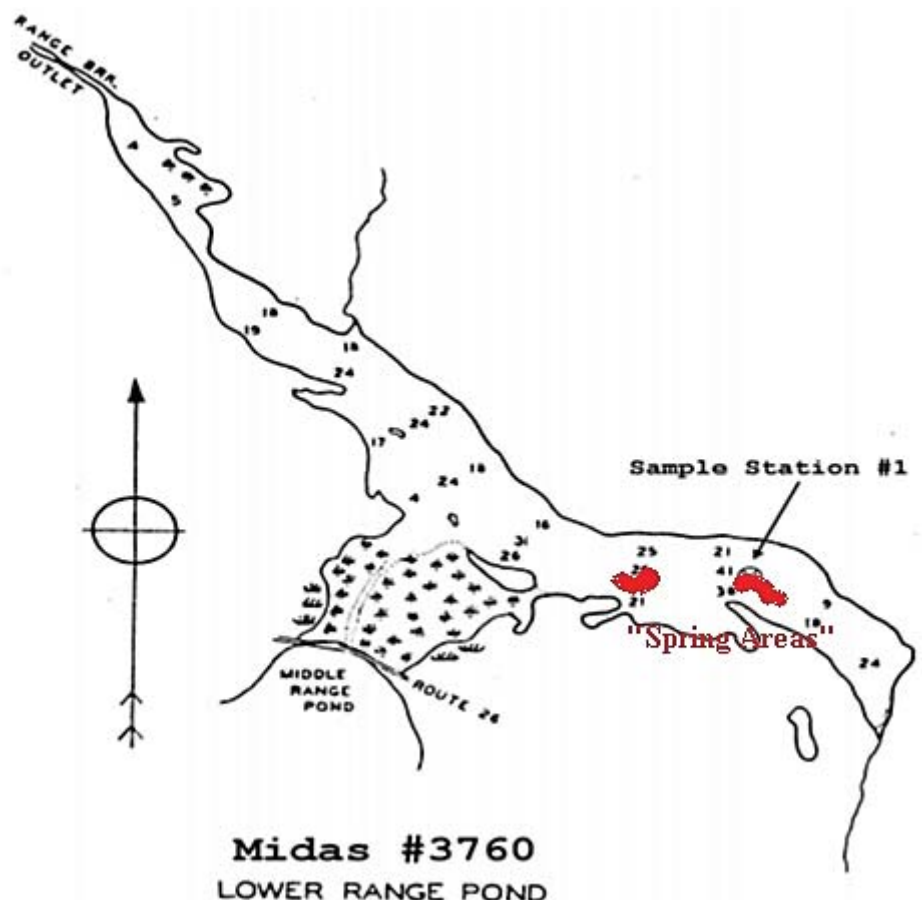 RANGE BRK.
OUTLET
4
5
18
19
18
24
22
24
17
18
24
4
Sample Station #1
16
31
26
25
21
21
41
38
9
18
"Spring Areas"
24
MIDDLE
RANGE
POND
ROUTE 26
Midas #3760
LOWER RANGE POND